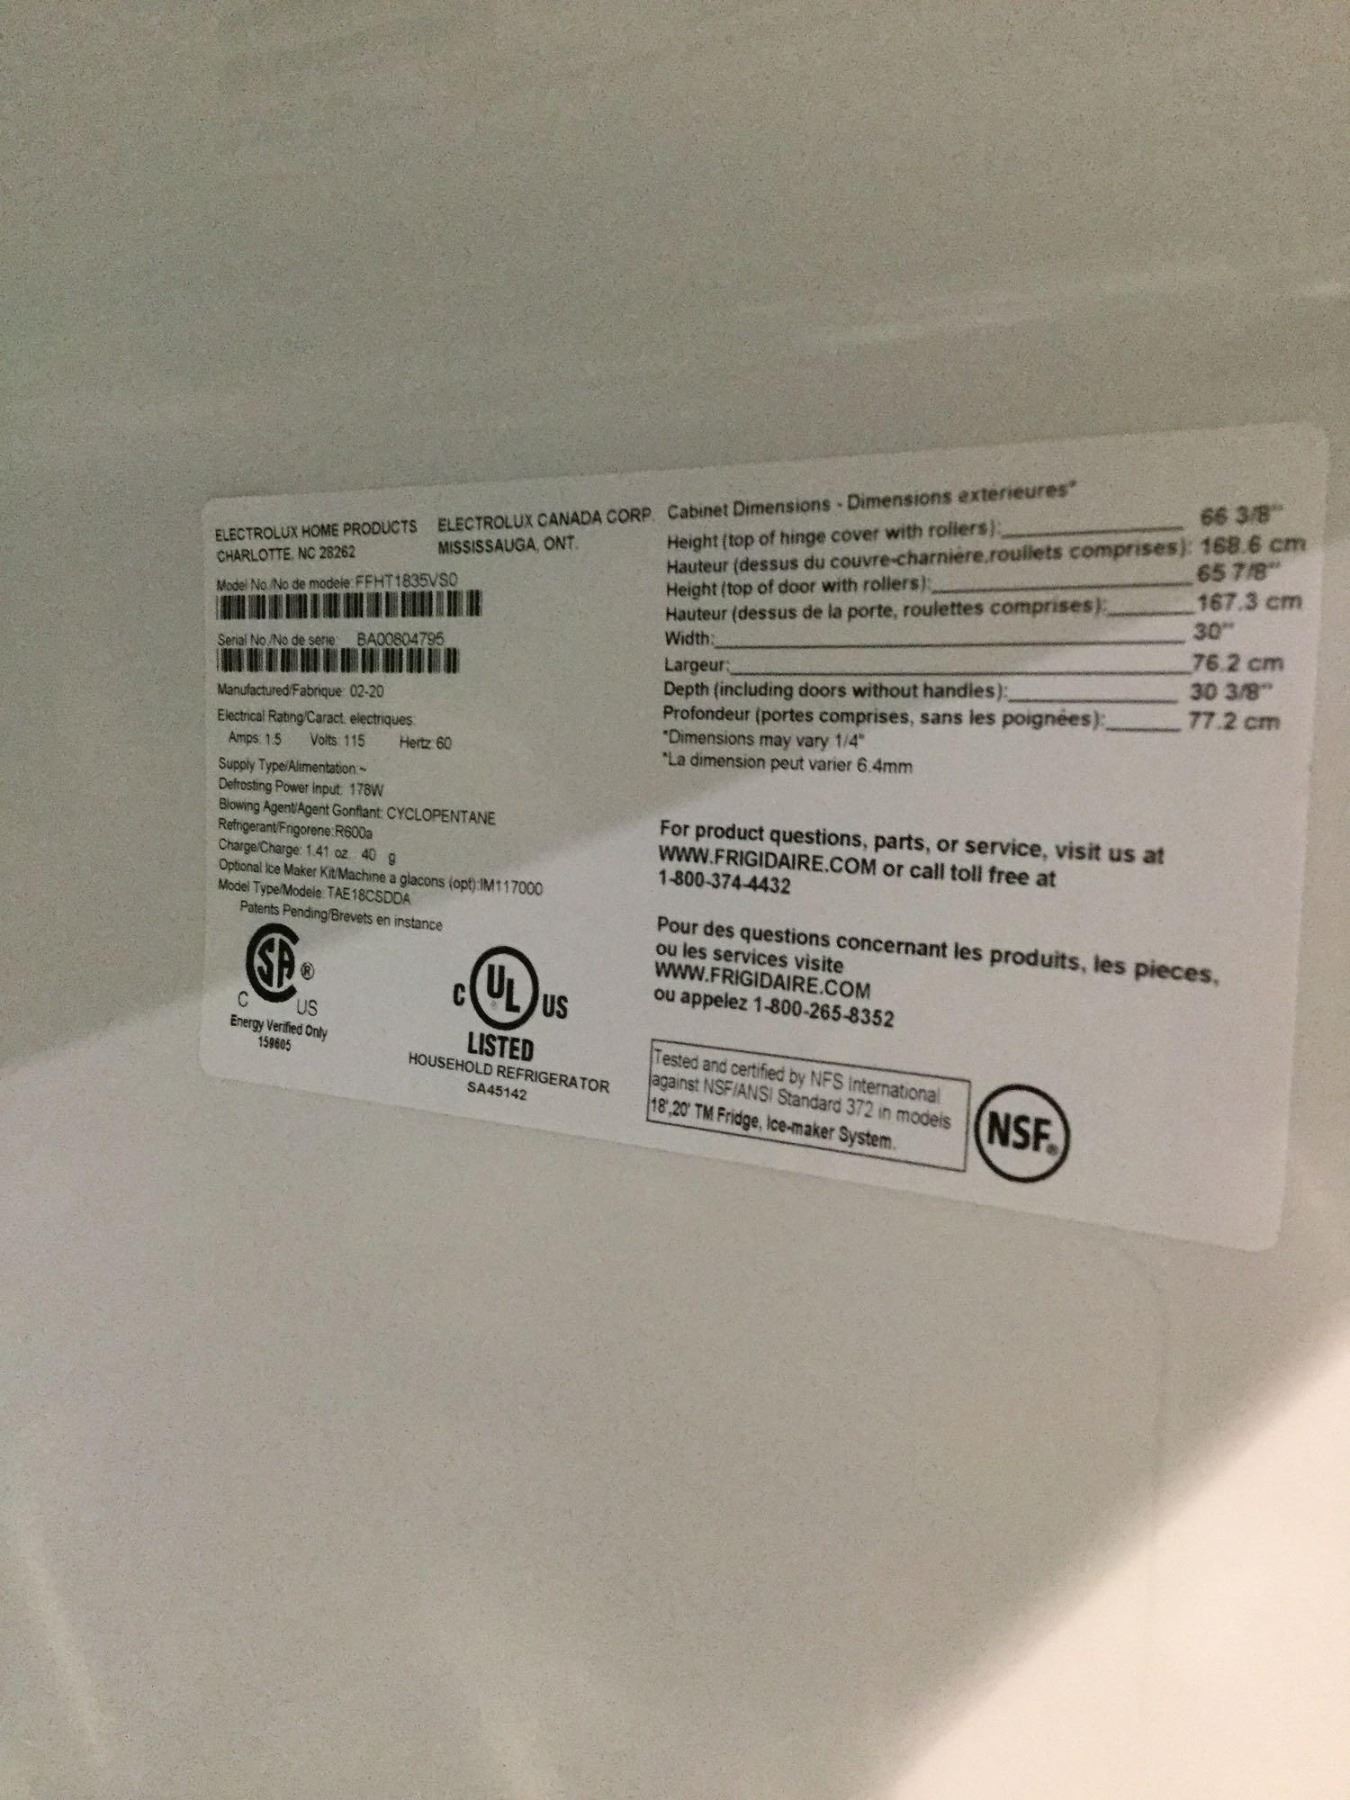 ELECTROLUX HOME PRODUCTS
CHARLOTTE, NC 28262
ELECTROLUX CANADA CORP.
MISSISSAUGA, ONT.
Model No./No de modele: FFHT1835VS0
Serial No./No de serie: BA00804795
Manufactured/Fabrique: 02-20
Electrical Rating/Caract. electriques:
Amps: 1.5 Volts: 115 Hertz: 60
Supply Type/Alimentation: ~
Defrosting Power Input: 178W
Blowing Agent/Agent Gonflant: CYCLOPENTANE
Refrigerant/Frigorene:R600a
Charge/Charge: 1.41 oz. 40 g
Optional Ice Maker Kit/Machine a glacons (opt):IM117000
Model Type/Modele: TAE18CSDDA
Patents Pending/Brevets en instance
SA ®
C US
Energy Verified Only
159605
C UL US
LISTED
HOUSEHOLD REFRIGERATOR
SA45142
Cabinet Dimensions - Dimensions extérieures*
Height (top of hinge cover with rollers): 66 3/8"*
Hauteur (dessus du couvre-charnière,roullets comprises): 168.6 cm
Height (top of door with rollers): 65 7/8"*
Hauteur (dessus de la porte, roulettes comprises): 167.3 cm
Width: 30"*
Largeur: 76.2 cm
Depth (including doors without handles): 30 3/8"*
Profondeur (portes comprises, sans les poignées): 77.2 cm
*Dimensions may vary 1/4"
*La dimension peut varier 6.4mm
For product questions, parts, or service, visit us at
WWW.FRIGIDAIRE.COM or call toll free at
1-800-374-4432
Pour des questions concernant les produits, les pieces,
ou les services visite
WWW.FRIGIDAIRE.COM
ou appelez 1-800-265-8352
Tested and certified by NFS International
against NSF/ANSI Standard 372 in models
18',20' TM Fridge, Ice-maker System.
NSF®